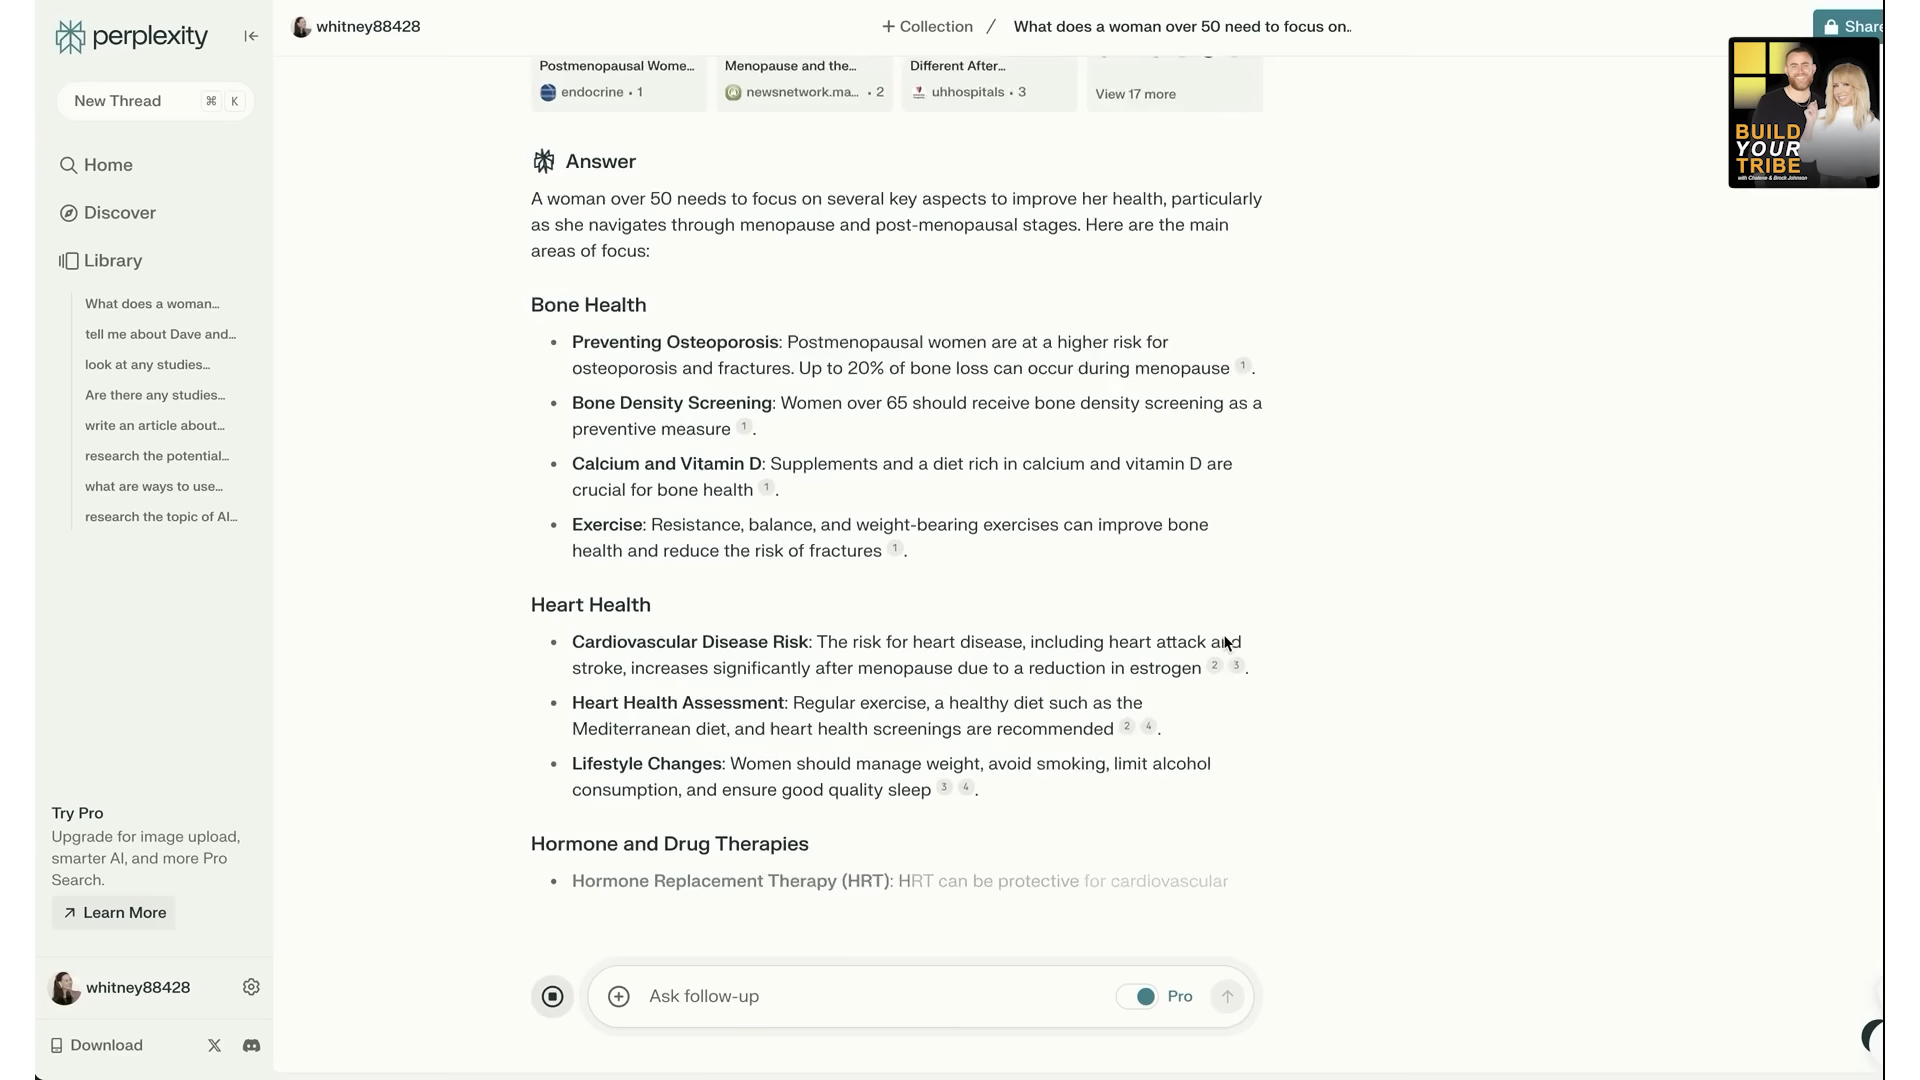 perplexity
New Thread ⌘ K
Home
Discover
Library
What does a woman...
tell me about Dave and...
look at any studies...
Are there any studies...
write an article about...
research the potential...
what are ways to use...
research the topic of AI...
Try Pro
Upgrade for image upload,
smarter AI, and more Pro
Search.
Learn More
whitney88428
Download
whitney88428
+ Collection / What does a woman over 50 need to focus on..
Share
Postmenopausal Wome...
endocrine • 1
Menopause and the...
newsnetwork.ma... • 2
Different After...
uhhospitals • 3
View 17 more
BUILD
YOUR
TRIBE
with Chalene & Brock Johnson
Answer
A woman over 50 needs to focus on several key aspects to improve her health, particularly
as she navigates through menopause and post-menopausal stages. Here are the main
areas of focus:
Bone Health
• Preventing Osteoporosis: Postmenopausal women are at a higher risk for
osteoporosis and fractures. Up to 20% of bone loss can occur during menopause 1.
• Bone Density Screening: Women over 65 should receive bone density screening as a
preventive measure 1.
• Calcium and Vitamin D: Supplements and a diet rich in calcium and vitamin D are
crucial for bone health 1.
• Exercise: Resistance, balance, and weight-bearing exercises can improve bone
health and reduce the risk of fractures 1.
Heart Health
• Cardiovascular Disease Risk: The risk for heart disease, including heart attack and
stroke, increases significantly after menopause due to a reduction in estrogen 2 3.
• Heart Health Assessment: Regular exercise, a healthy diet such as the
Mediterranean diet, and heart health screenings are recommended 2 4.
• Lifestyle Changes: Women should manage weight, avoid smoking, limit alcohol
consumption, and ensure good quality sleep 3 4.
Hormone and Drug Therapies
• Hormone Replacement Therapy (HRT): HRT can be protective for cardiovascular
Ask follow-up
Pro